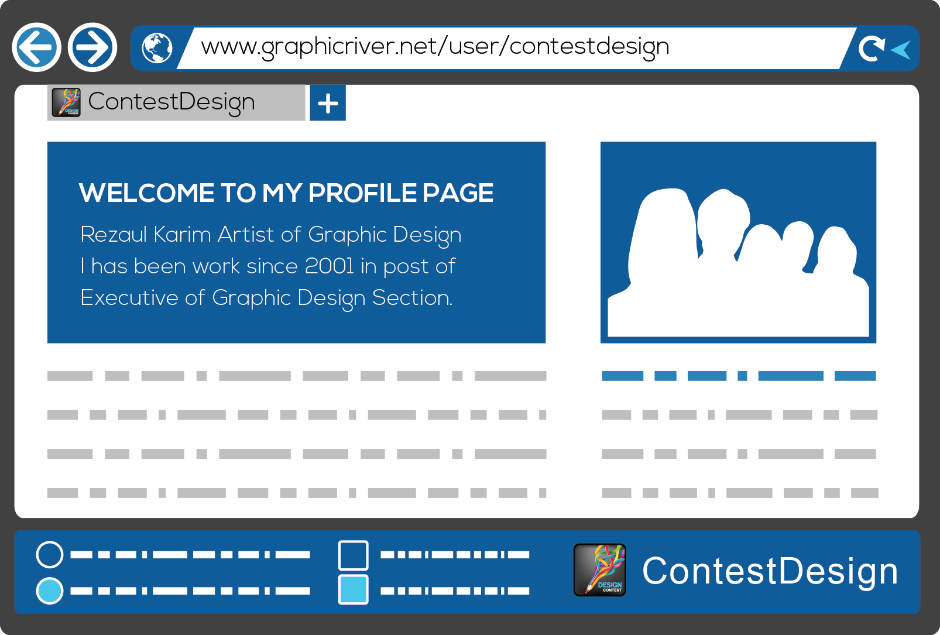 www.graphicriver.net/user/contestdesign
ContestDesign
+
WELCOME TO MY PROFILE PAGE
Rezaul Karim Artist of Graphic Design
I has been work since 2001 in post of
Executive of Graphic Design Section.
DESIGN
CONTEST
ContestDesign